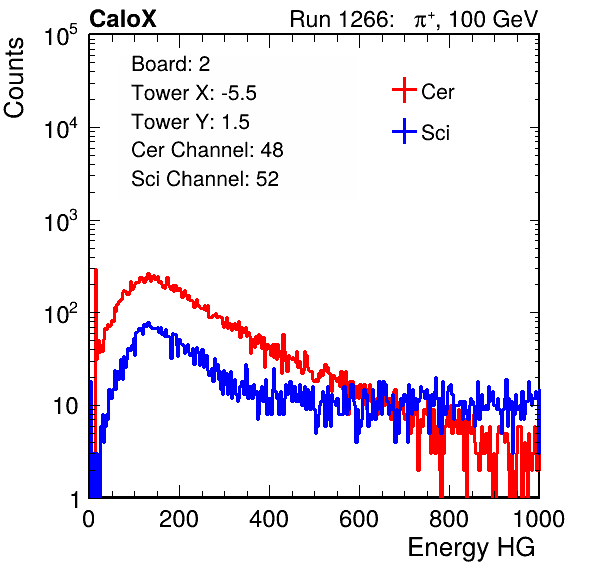 CaloX Run 1266: π⁺, 100 GeV
Board: 2
Tower X: -5.5
Tower Y: 1.5
Cer Channel: 48
Sci Channel: 52
Cer
Sci
Counts
10⁵
10⁴
10³
10²
10
1
0 200 400 600 800 1000
Energy HG